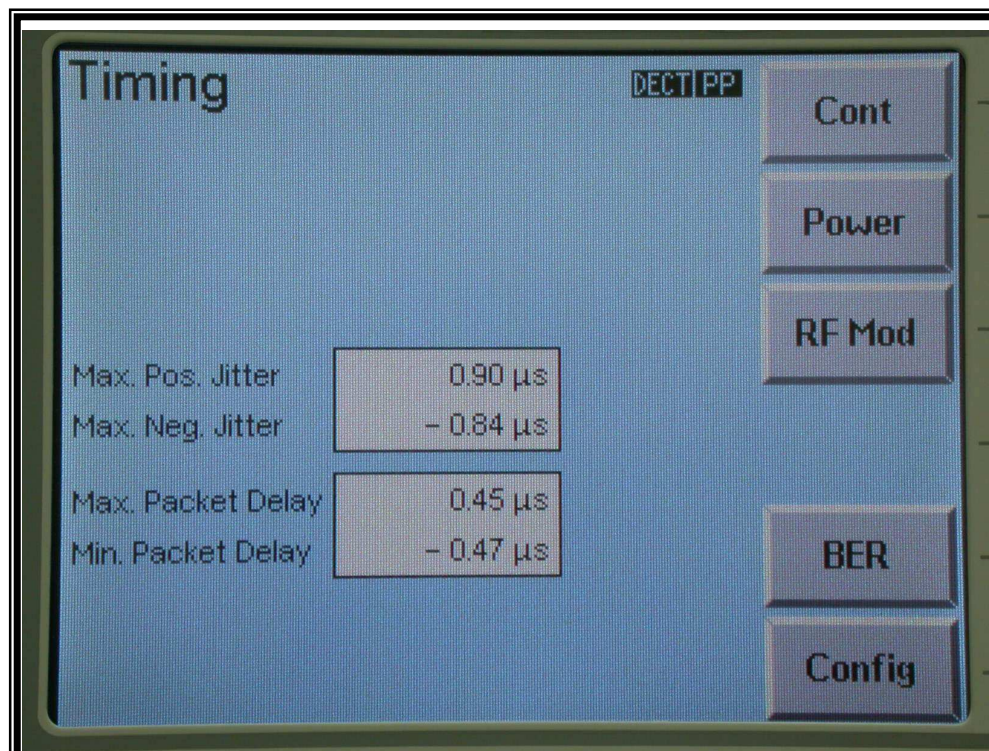 Timing
DECT PP
Cont
Power
RF Mod
Max. Pos. Jitter 0.90 µs
Max. Neg. Jitter – 0.84 µs
Max. Packet Delay 0.45 µs
Min. Packet Delay – 0.47 µs
BER
Config